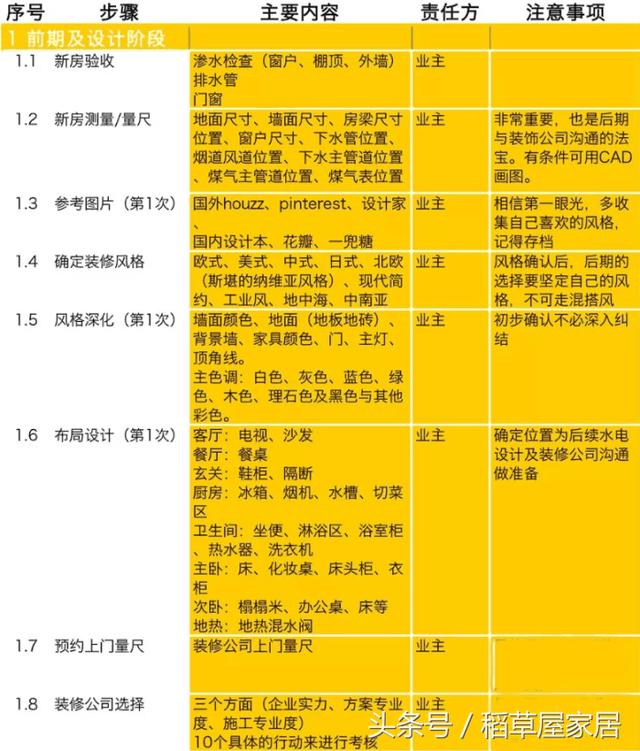 序号 步骤 主要内容 责任方 注意事项
1 前期及设计阶段
1.1 新房验收 渗水检查（窗户、棚顶、外墙） 业主
排水管
门窗
1.2 新房测量/量尺 地面尺寸、墙面尺寸、房梁尺寸 业主 非常重要，也是后期
位置、窗户尺寸、下水管位置、 与装饰公司沟通的法
烟道风道位置、下水主管道位置 宝。有条件可用CAD
、煤气主管道位置、煤气表位置 画图。
1.3 参考图片（第1次） 国外houzz、pinterest、设计家 业主 相信第一眼光，多收
、 集自己喜欢的风格，
国内设计本、花瓣、一兜糖 记得存档
1.4 确定装修风格 欧式、美式、中式、日式、北欧 业主 风格确认后，后期的
（斯堪的纳维亚风格）、现代简 选择要坚定自己的风
约、工业风、地中海、中南亚 格，不可走混搭风
1.5 风格深化（第1次） 墙面颜色、地面（地板地砖）、 业主 初步确认不必深入纠
背景墙、家具颜色、门、主灯、 结
顶角线。
主色调：白色、灰色、蓝色、绿
色、木色、理石色及黑色与其他
彩色。
1.6 布局设计（第1次） 客厅：电视、沙发 业主 确定位置为后续水电
餐厅：餐桌 设计及装修公司沟通
玄关：鞋柜、隔断 做准备
厨房：冰箱、烟机、水槽、切菜
区
卫生间：坐便、淋浴区、浴室柜
、热水器、洗衣机
主卧：床、化妆桌、床头柜、衣
柜
次卧：榻榻米、办公桌、床等
地热：地热混水阀
1.7 预约上门量尺 装修公司上门量尺 业主
1.8 装修公司选择 三个方面（企业实力、方案专业 业主
度、施工专业度）
10个具体的行动来进行考核
头条号 / 稻草屋家居